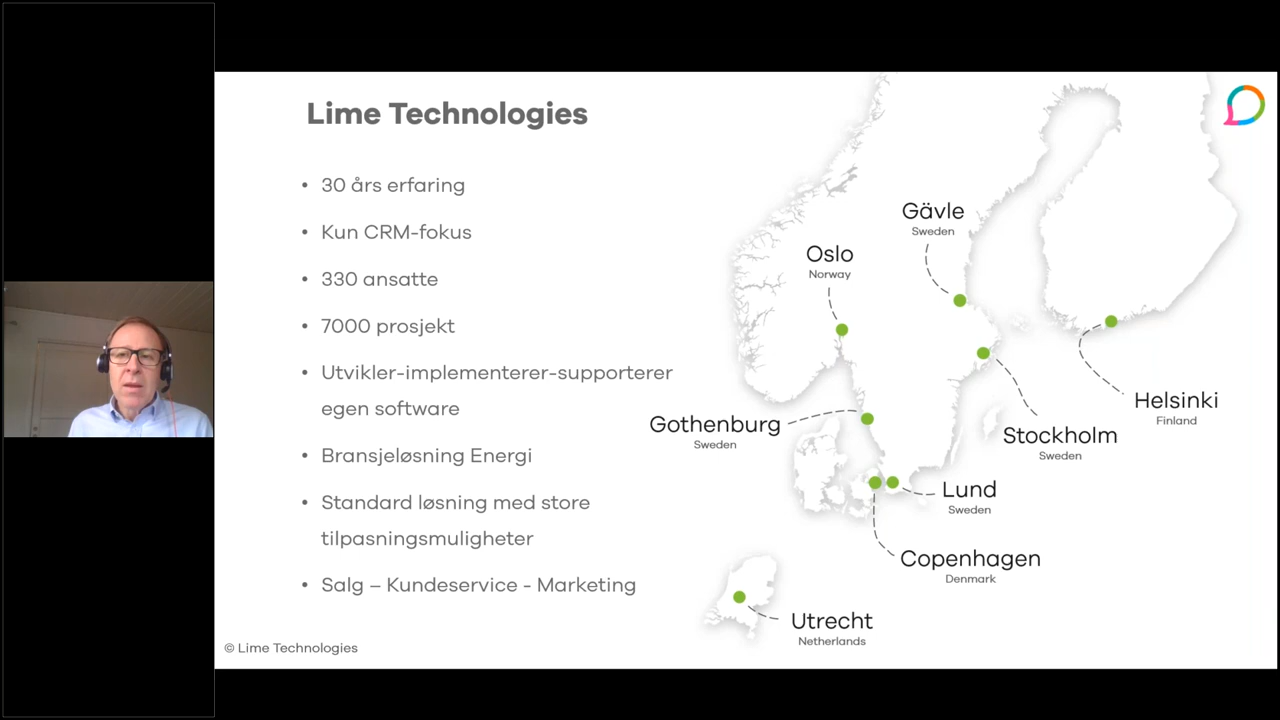 Lime Technologies
• 30 års erfaring
• Kun CRM-fokus
• 330 ansatte
• 7000 prosjekt
• Utvikler-implementerer-supporterer
egen software
• Bransjeløsning Energi
• Standard løsning med store
tilpasningsmuligheter
• Salg – Kundeservice - Marketing
Gävle
Sweden
Oslo
Norway
Helsinki
Finland
Gothenburg
Sweden
Stockholm
Sweden
Lund
Sweden
Copenhagen
Denmark
Utrecht
Netherlands
© Lime Technologies